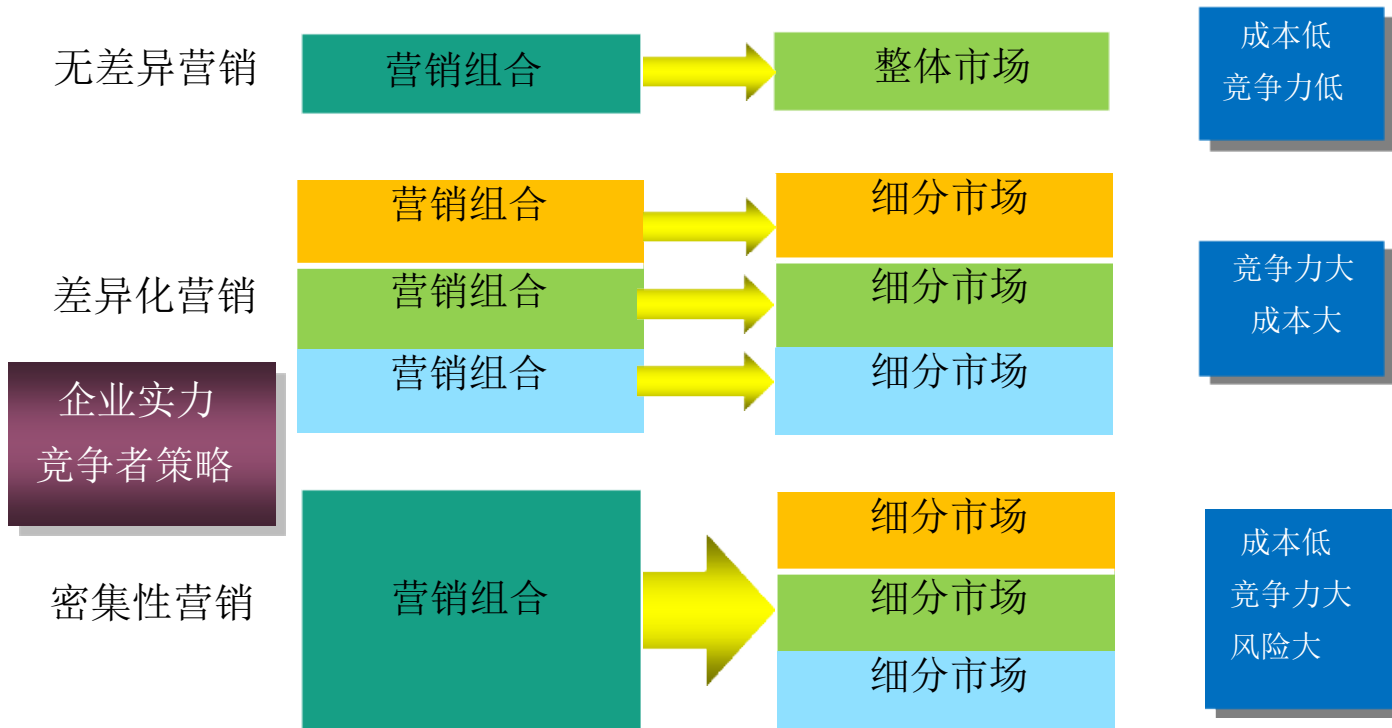 无差异营销
营销组合
整体市场
成本低
竞争力低
差异化营销
营销组合
细分市场
营销组合
细分市场
营销组合
细分市场
竞争力大
成本大
企业实力
竞争者策略
密集性营销
营销组合
细分市场
细分市场
细分市场
成本低
竞争力大
风险大